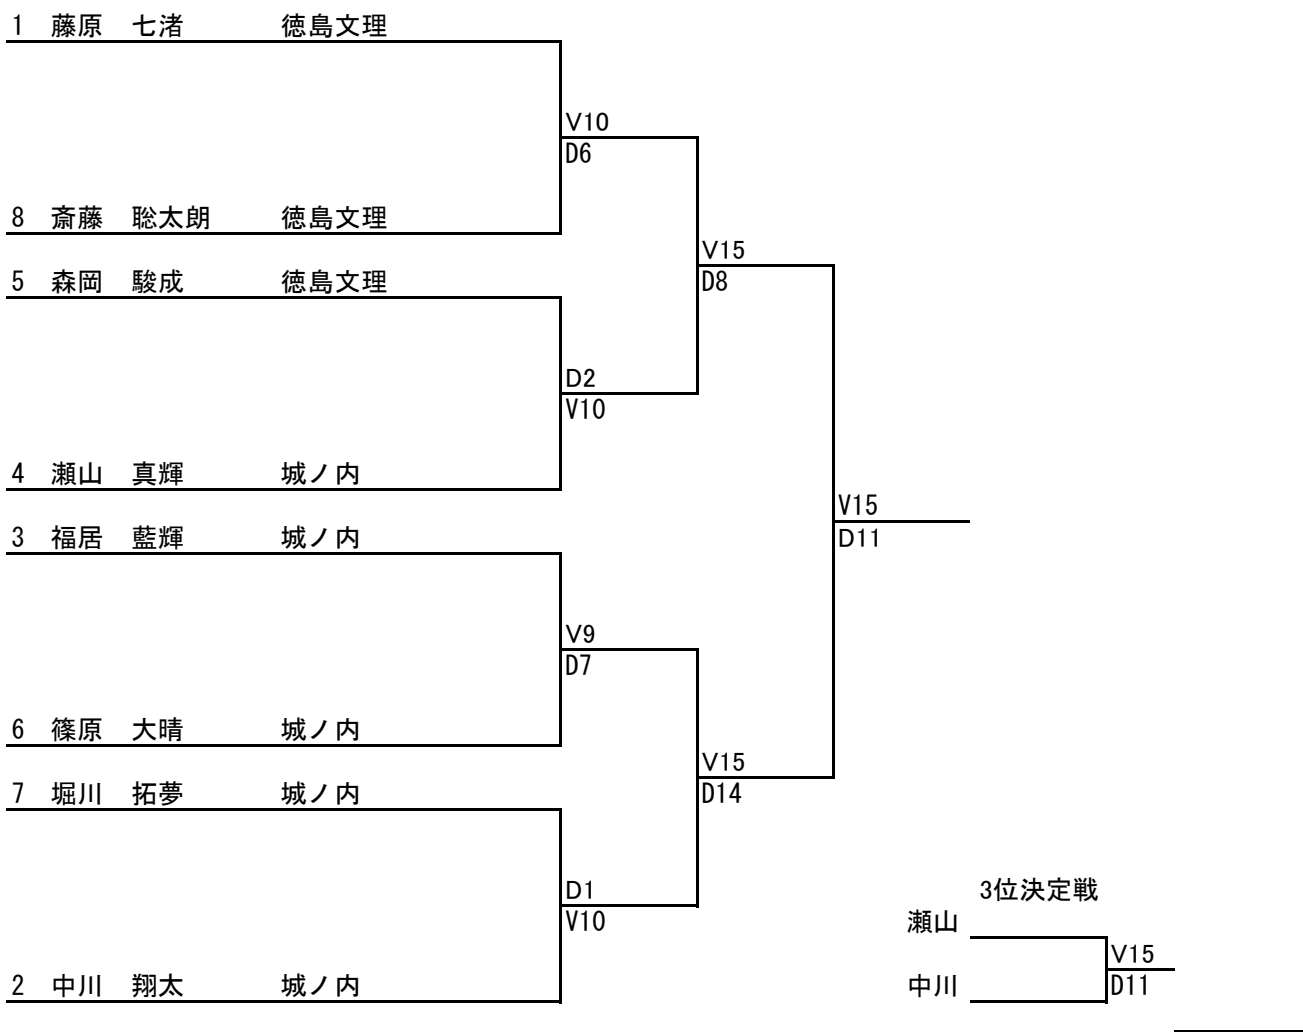 1 藤原 七渚 徳島文理
V10
D6
8 斎藤 聡太朗 徳島文理
V15
D8
5 森岡 駿成 徳島文理
D2
V10
4 瀬山 真輝 城ノ内
V15
D11
3 福居 藍輝 城ノ内
V9
D7
6 篠原 大晴 城ノ内
V15
D14
7 堀川 拓夢 城ノ内
D1
V10
2 中川 翔太 城ノ内
3位決定戦
瀬山
V15
D11
中川